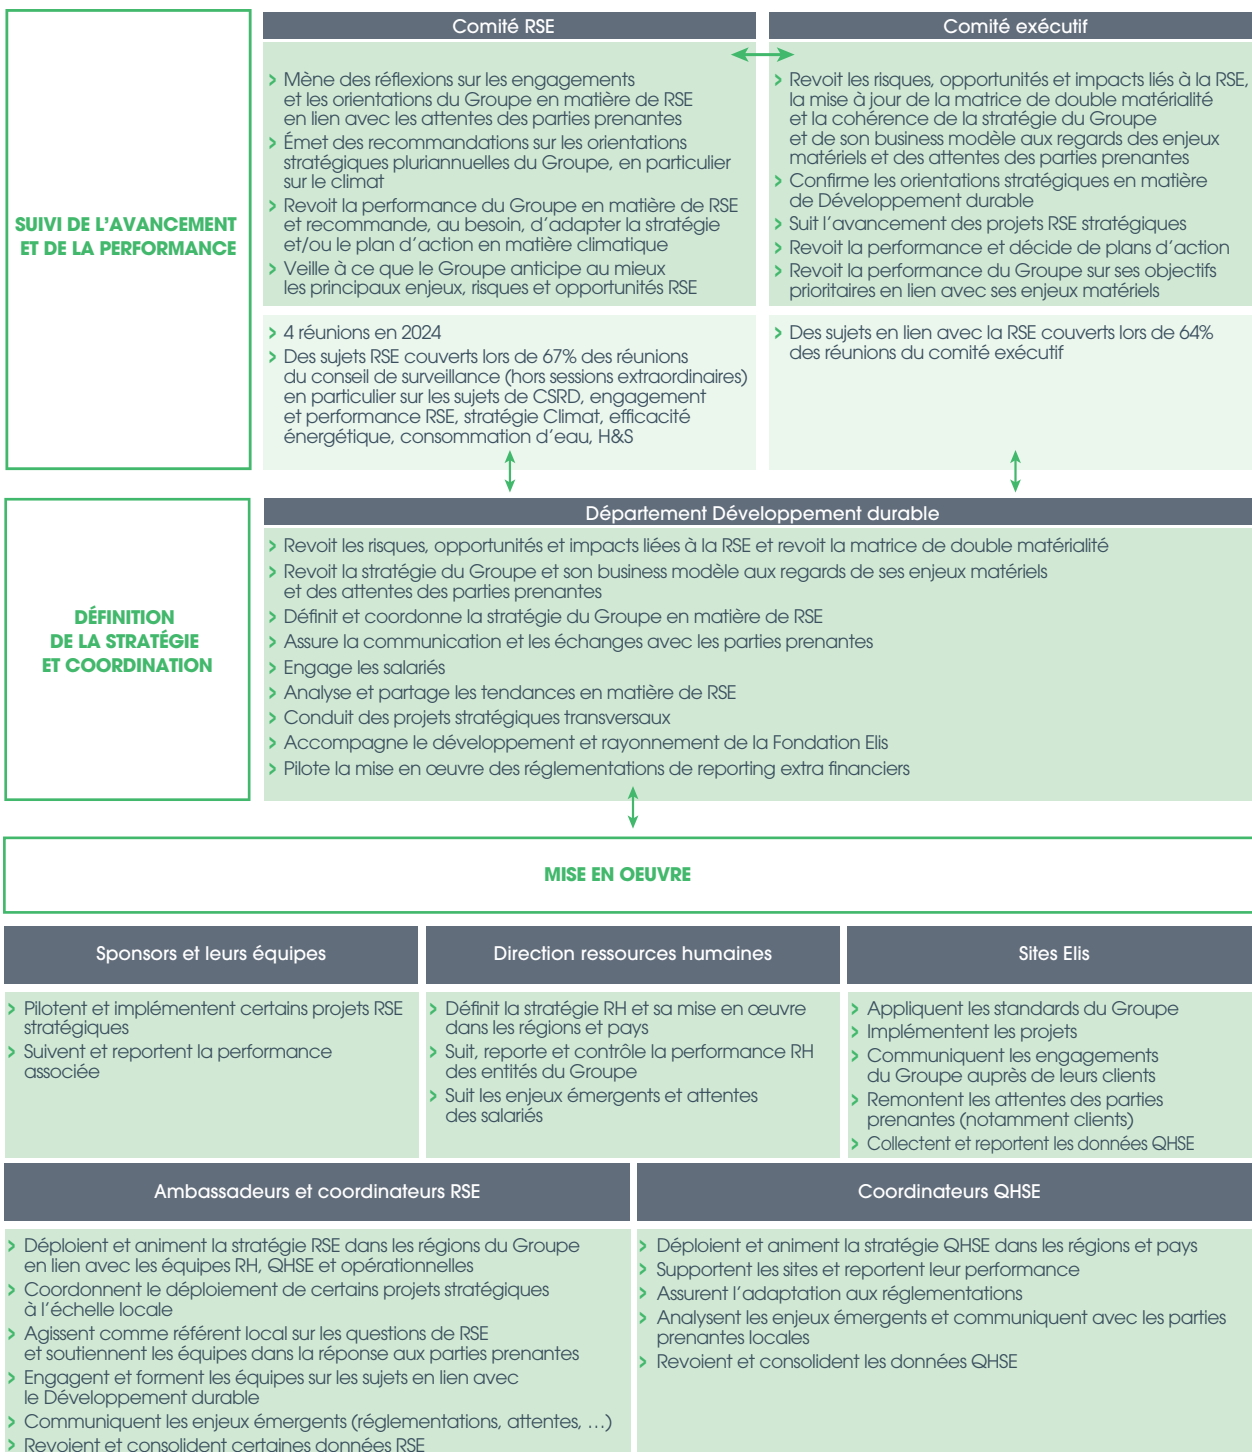 SUIVI DE L'AVANCEMENT
ET DE LA PERFORMANCE
Comité RSE
> Mène des réflexions sur les engagements
et les orientations du Groupe en matière de RSE
en lien avec les attentes des parties prenantes
> Émet des recommandations sur les orientations
stratégiques pluriannuelles du Groupe, en particulier
sur le climat
> Revoit la performance du Groupe en matière de RSE
et recommande, au besoin, d'adapter la stratégie
et/ou le plan d'action en matière climatique
> Veille à ce que le Groupe anticipe au mieux
les principaux enjeux, risques et opportunités RSE
> 4 réunions en 2024
> Des sujets RSE couverts lors de 67% des réunions
du conseil de surveillance (hors sessions extraordinaires)
en particulier sur les sujets de CSRD, engagement
et performance RSE, stratégie Climat, efficacité
énergétique, consommation d'eau, H&S
Comité exécutif
> Revoit les risques, opportunités et impacts liés à la RSE,
la mise à jour de la matrice de double matérialité
et la cohérence de la stratégie du Groupe
et de son business modèle aux regards des enjeux
matériels et des attentes des parties prenantes
> Confirme les orientations stratégiques en matière
de Développement durable
> Suit l'avancement des projets RSE stratégiques
> Revoit la performance et décide de plans d'action
> Revoit la performance du Groupe sur ses objectifs
prioritaires en lien avec ses enjeux matériels
> Des sujets en lien avec la RSE couverts lors de 64%
des réunions du comité exécutif
DÉFINITION
DE LA STRATÉGIE
ET COORDINATION
Département Développement durable
> Revoit les risques, opportunités et impacts liées à la RSE et revoit la matrice de double matérialité
> Revoit la stratégie du Groupe et son business modèle aux regards de ses enjeux matériels
et des attentes des parties prenantes
> Définit et coordonne la stratégie du Groupe en matière de RSE
> Assure la communication et les échanges avec les parties prenantes
> Engage les salariés
> Analyse et partage les tendances en matière de RSE
> Conduit des projets stratégiques transversaux
> Accompagne le développement et rayonnement de la Fondation Elis
> Pilote la mise en œuvre des réglementations de reporting extra financiers
MISE EN OEUVRE
Sponsors et leurs équipes
> Pilotent et implémentent certains projets RSE
stratégiques
> Suivent et reportent la performance
associée
Direction ressources humaines
> Définit la stratégie RH et sa mise en œuvre
dans les régions et pays
> Suit, reporte et contrôle la performance RH
des entités du Groupe
> Suit les enjeux émergents et attentes
des salariés
Sites Elis
> Appliquent les standards du Groupe
> Implémentent les projets
> Communiquent les engagements
du Groupe auprès de leurs clients
> Remontent les attentes des parties
prenantes (notamment clients)
> Collectent et reportent les données QHSE
Ambassadeurs et coordinateurs RSE
> Déploient et animent la stratégie RSE dans les régions du Groupe
en lien avec les équipes RH, QHSE et opérationnelles
> Coordonnent le déploiement de certains projets stratégiques
à l'échelle locale
> Agissent comme référent local sur les questions de RSE
et soutiennent les équipes dans la réponse aux parties prenantes
> Engagent et forment les équipes sur les sujets en lien avec
le Développement durable
> Communiquent les enjeux émergents (réglementations, attentes, …)
> Revoient et consolident certaines données RSE
Coordinateurs QHSE
> Déploient et animent la stratégie QHSE dans les régions et pays
> Supportent les sites et reportent leur performance
> Assurent l'adaptation aux réglementations
> Analysent les enjeux émergents et communiquent avec les parties
prenantes locales
> Revoient et consolident les données QHSE